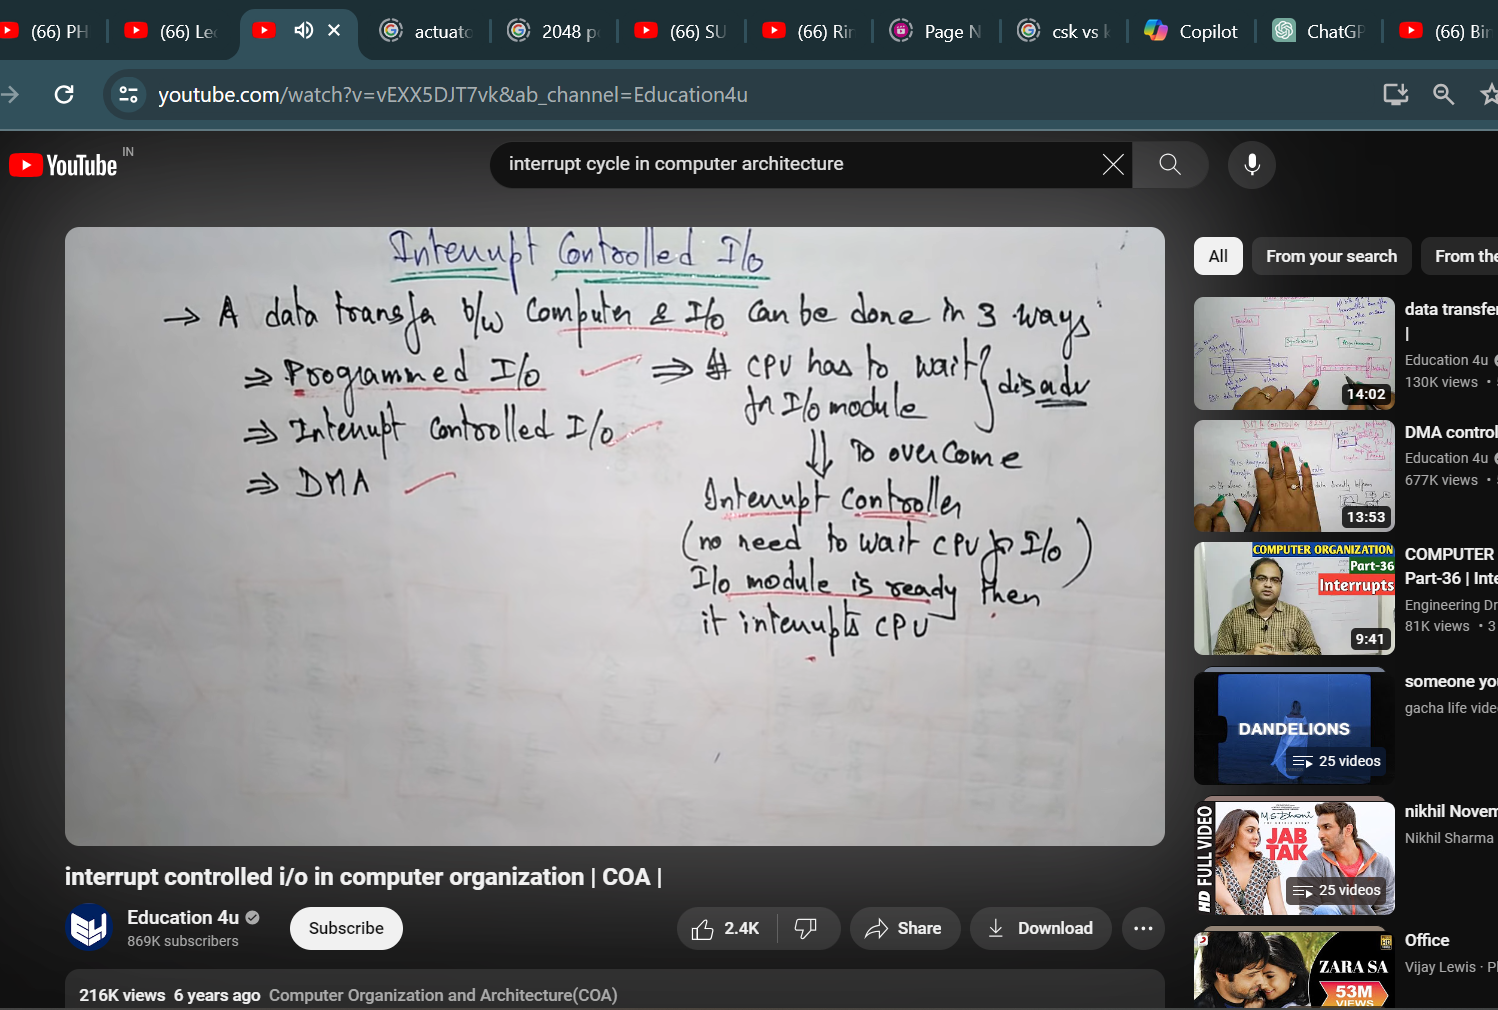 (66) PH
(66) Lec
actuato
2048 p
(66) SU
(66) Rin
Page N
csk vs k
Copilot
ChatGP
(66) Bin
youtube.com/watch?v=vEXX5DJT7vk&ab_channel=Education4u
YouTube IN
interrupt cycle in computer architecture
Interrupt Controlled I/o
→ A data transfer b/w Computer & I/o can be done in 3 ways
⇒ Programmed I/o
⇒ Interrupt controlled I/o
⇒ DMA
⇒ CPU has to wait
for I/o module
disadv
⇓ To overcome
Interrupt Controller
(no need to wait CPU for I/o)
I/o module is ready then
it interrupts CPU
interrupt controlled i/o in computer organization | COA |
Education 4u
869K subscribers
Subscribe
2.4K
Share
Download
216K views 6 years ago Computer Organization and Architecture(COA)
All
From your search
From the
14:02
data transfer
|
Education 4u
130K views •
13:53
DMA control
Education 4u
677K views •
COMPUTER ORGANIZATION
Part-36
Interrupts
9:41
COMPUTER
Part-36 | Inte
Engineering Dr
81K views • 3
DANDELIONS
25 videos
someone yo
gacha life vide
HD FULL VIDEO
M.S.Dhoni
JAB
TAK
25 videos
nikhil Novem
Nikhil Sharma
ZARA SA
53M
VIEWS
Office
Vijay Lewis · Pl